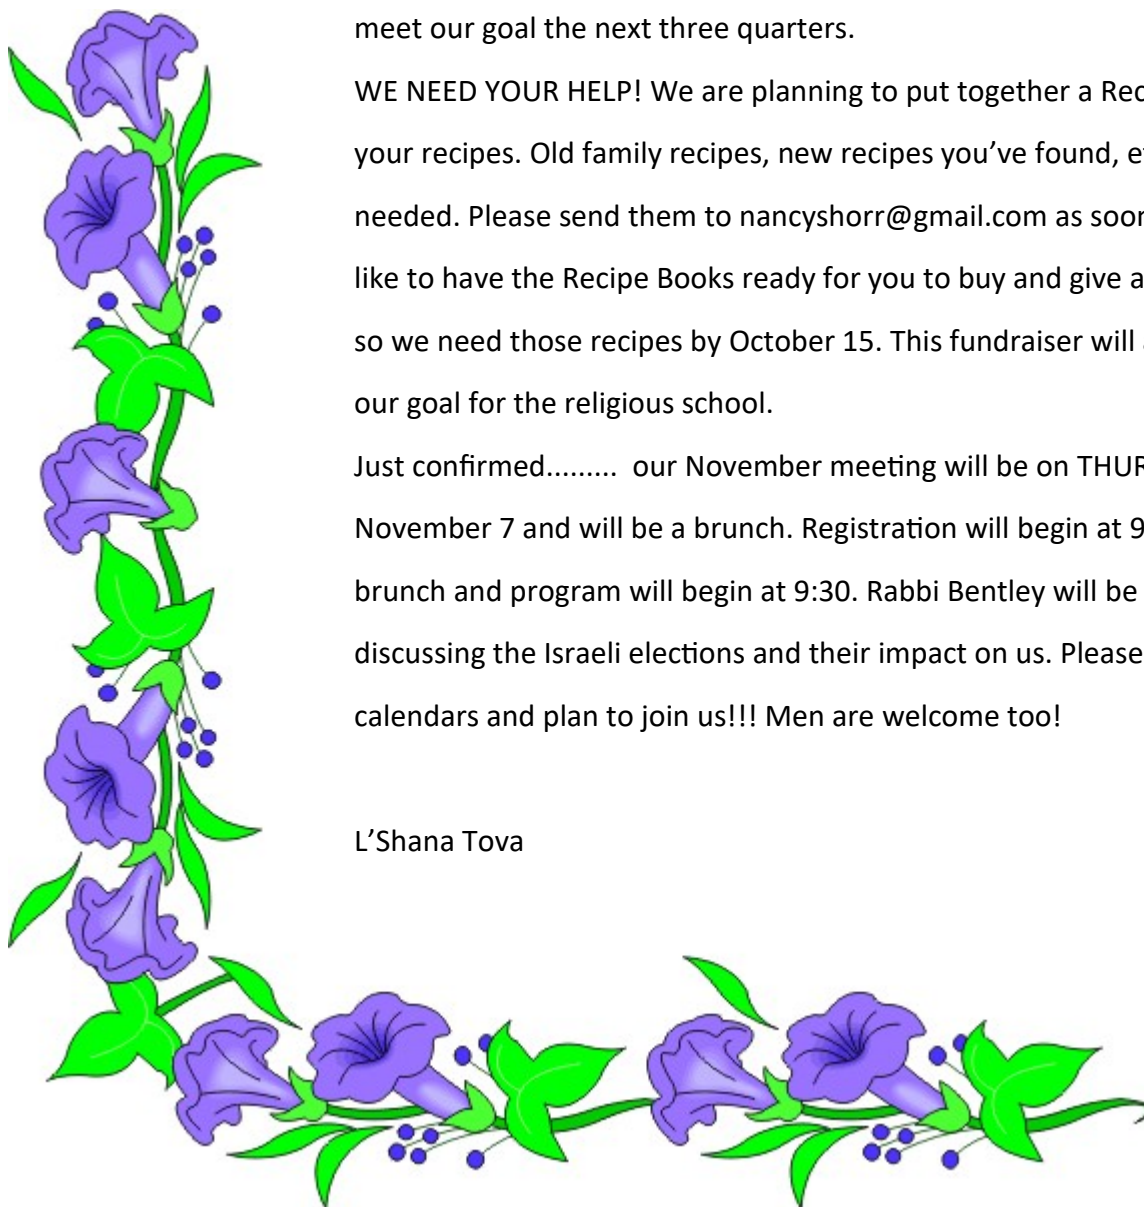 meet our goal the next three quarters.
WE NEED YOUR HELP! We are planning to put together a
your recipes. Old family recipes, new recipes you’ve found,
needed. Please send them to nancyshorr@gmail.com as
like to have the Recipe Books ready for you to buy and give
so we need those recipes by October 15. This fundraiser will
our goal for the religious school.
Just confirmed......... our November meeting will be on
November 7 and will be a brunch. Registration will begin at
brunch and program will begin at 9:30. Rabbi Bentley will be
discussing the Israeli elections and their impact on us. Please
calendars and plan to join us!!! Men are welcome too!
L’Shana Tova